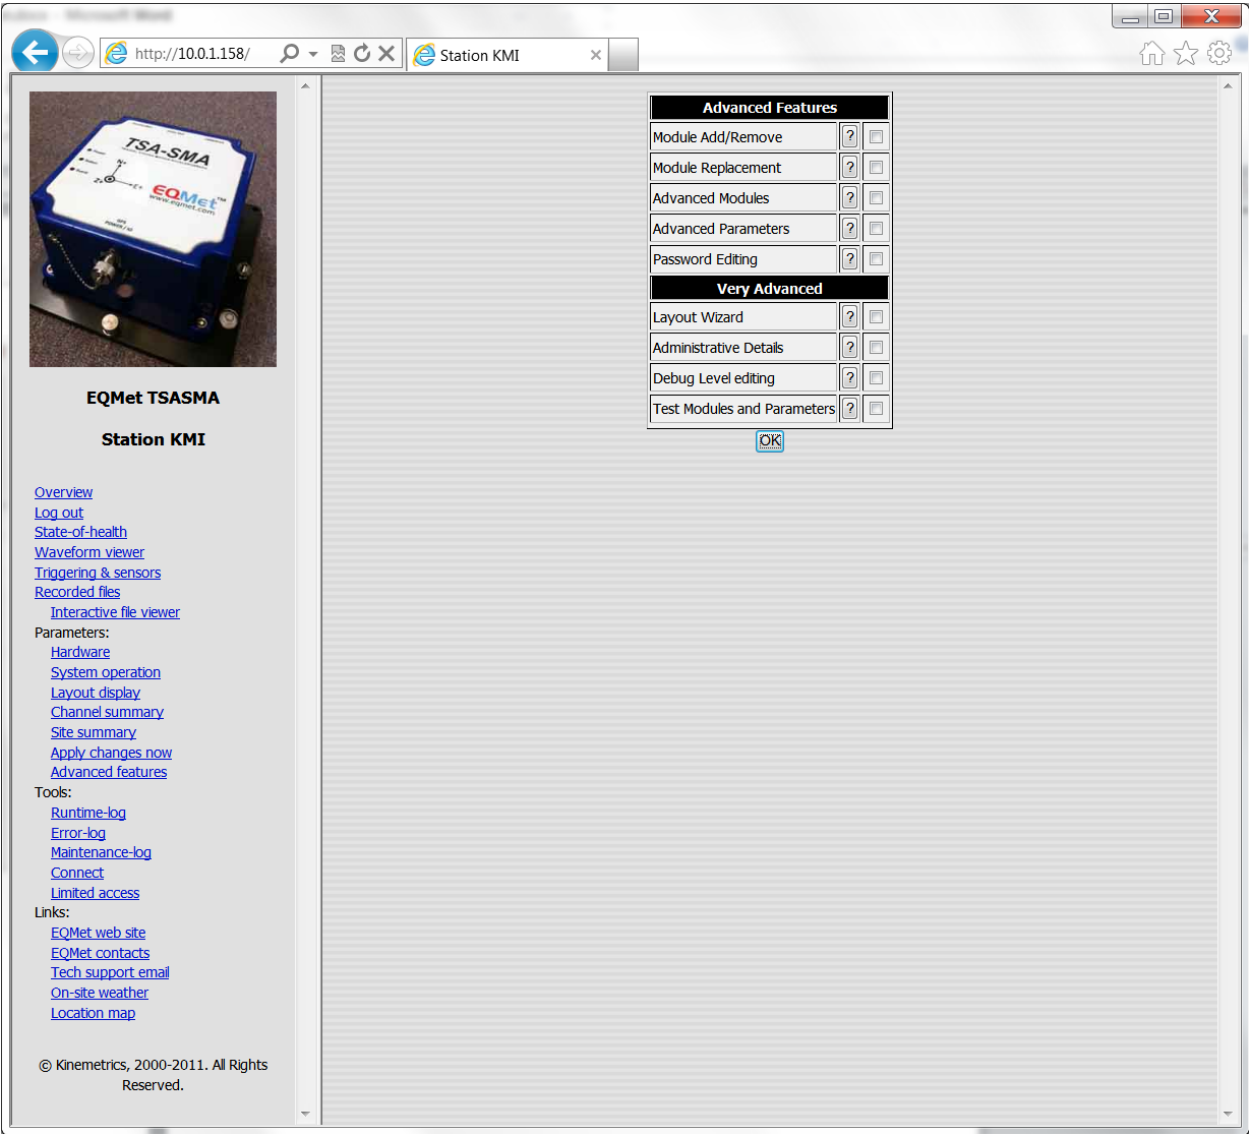 http://10.0.1.158/
Station KMI
TSA-SMA
N+
Z+
E+
EQMet™
www.eqmet.com
EQMet TSASMA
Station KMI
Overview
Log out
State-of-health
Waveform viewer
Triggering & sensors
Recorded files
Interactive file viewer
Parameters:
Hardware
System operation
Layout display
Channel summary
Site summary
Apply changes now
Advanced features
Tools:
Runtime-log
Error-log
Maintenance-log
Connect
Limited access
Links:
EQMet web site
EQMet contacts
Tech support email
On-site weather
Location map
© Kinemetrics, 2000-2011. All Rights
Reserved.
Advanced Features
Module Add/Remove ?
Module Replacement ?
Advanced Modules ?
Advanced Parameters ?
Password Editing ?
Very Advanced
Layout Wizard ?
Administrative Details ?
Debug Level editing ?
Test Modules and Parameters ?
OK